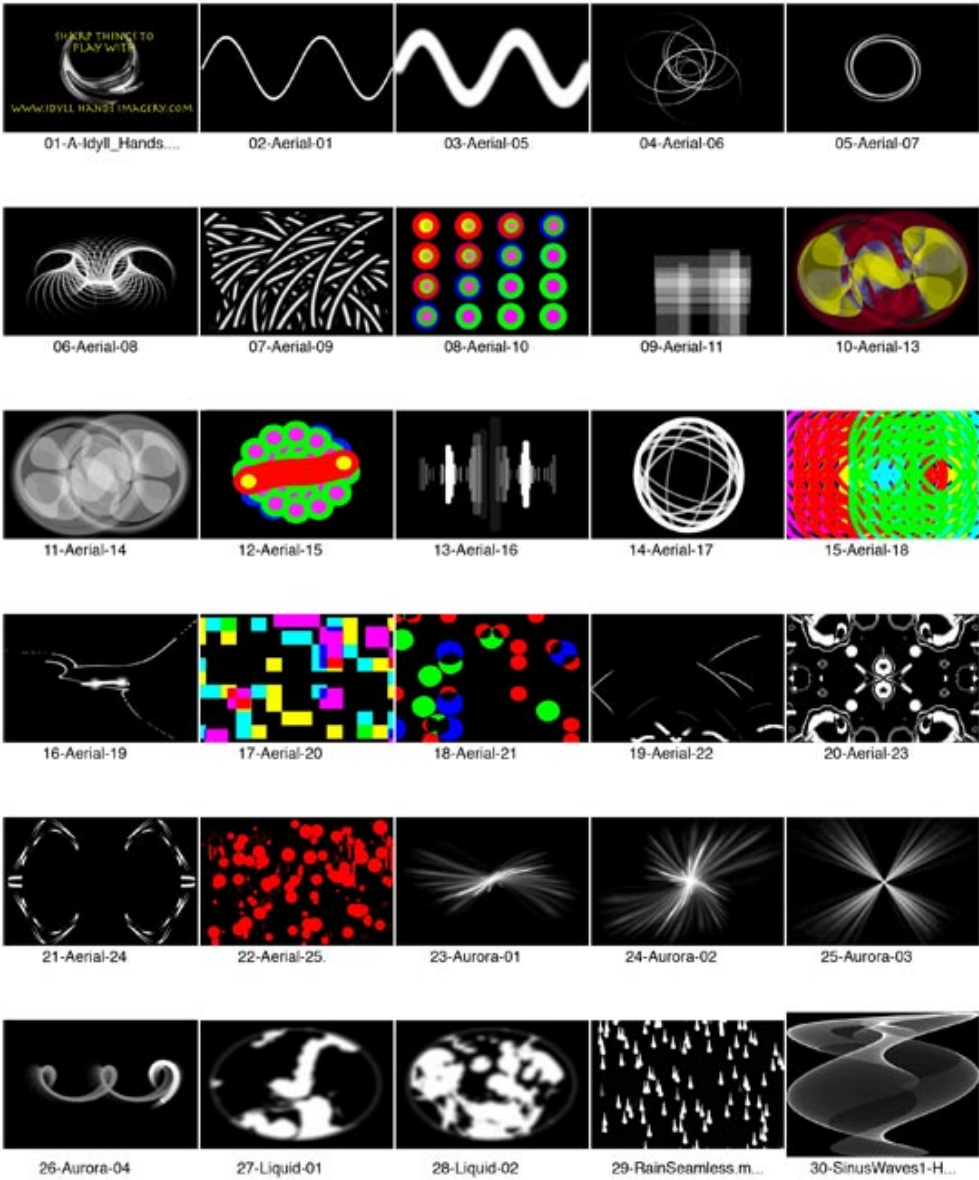 SHARP THINGS TO
PLAY WITH
WWW.IDYLL HANDS IMAGERY.COM
01-A-Idyll_Hands....
02-Aerial-01
03-Aerial-05
04-Aerial-06
05-Aerial-07
06-Aerial-08
07-Aerial-09
08-Aerial-10
09-Aerial-11
10-Aerial-13
11-Aerial-14
12-Aerial-15
13-Aerial-16
14-Aerial-17
15-Aerial-18
16-Aerial-19
17-Aerial-20
18-Aerial-21
19-Aerial-22
20-Aerial-23
21-Aerial-24
22-Aerial-25.
23-Aurora-01
24-Aurora-02
25-Aurora-03
26-Aurora-04
27-Liquid-01
28-Liquid-02
29-RainSeamless.m...
30-SinusWaves1-H...